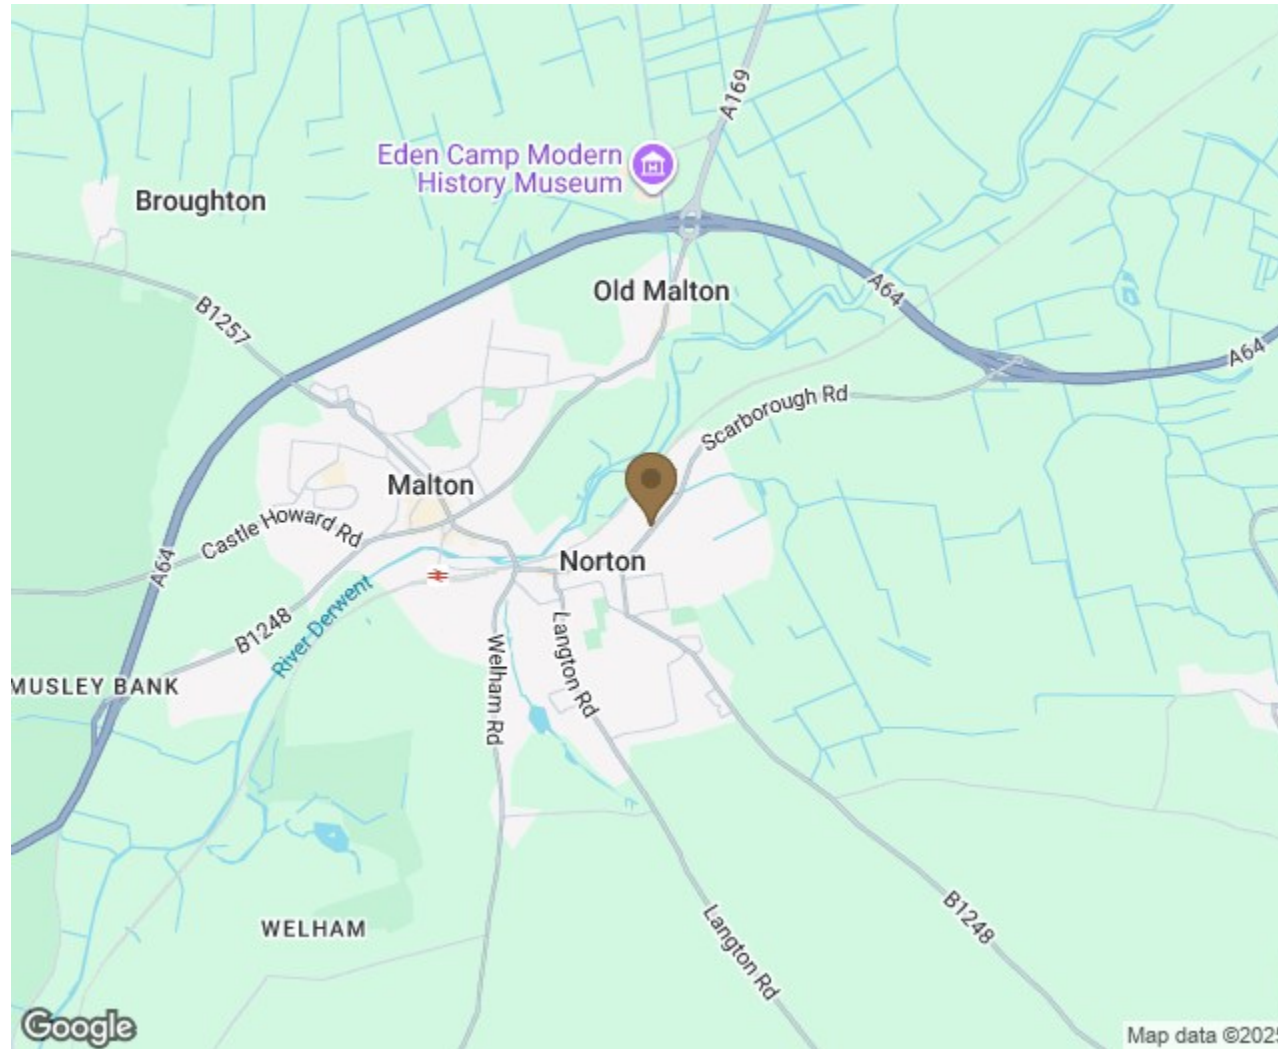 A169
Eden Camp Modern
History Museum
Broughton
Old Malton
A64
B1257
A64
Scarborough Rd
Malton
Castle Howard Rd
A64
Norton
River Derwent
B1248
Langton Rd
Welham Rd
MUSLEY BANK
B1248
WELHAM
Langton Rd
Google
Map data ©2025